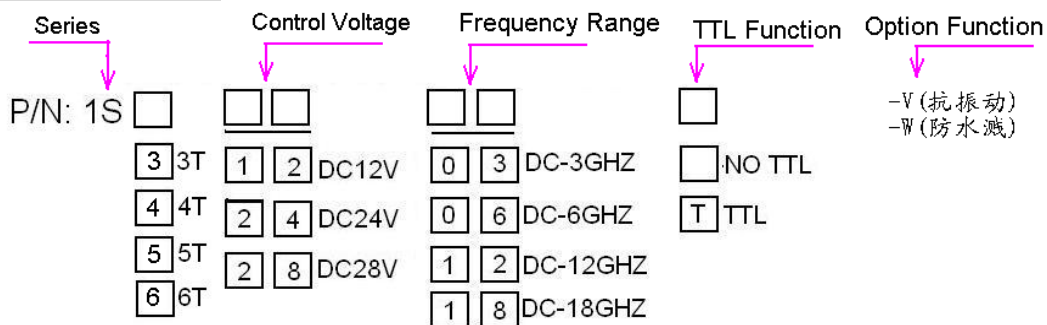 Series Control Voltage Frequency Range TTL Function Option Function
P/N: 1S
-V(抗振动)
-W(防水溅)
3 3T 1 2 DC12V 0 3 DC-3GHZ NO TTL
4 4T 2 4 DC24V 0 6 DC-6GHZ T TTL
5 5T 2 8 DC28V 1 2 DC-12GHZ
6 6T 1 8 DC-18GHZ